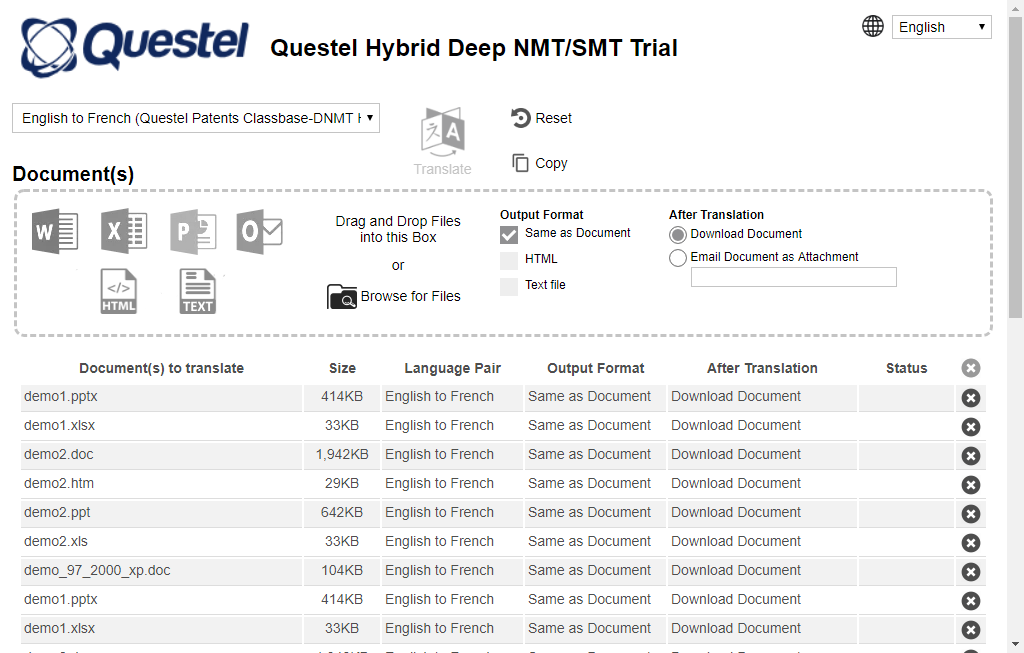 Questel
Questel Hybrid Deep NMT/SMT Trial
English
English to French (Questel Patents Classbase-DNMT
Translate
Reset
Copy
Document(s)
W X P O
HTML TEXT
Drag and Drop Files
into this Box
or
Browse for Files
Output Format
Same as Document
HTML
Text file
After Translation
Download Document
Email Document as Attachment
Document(s) to translate Size Language Pair Output Format After Translation Status
demo1.pptx 414KB English to French Same as Document Download Document
demo1.xlsx 33KB English to French Same as Document Download Document
demo2.doc 1,942KB English to French Same as Document Download Document
demo2.htm 29KB English to French Same as Document Download Document
demo2.ppt 642KB English to French Same as Document Download Document
demo2.xls 33KB English to French Same as Document Download Document
demo_97_2000_xp.doc 104KB English to French Same as Document Download Document
demo1.pptx 414KB English to French Same as Document Download Document
demo1.xlsx 33KB English to French Same as Document Download Document